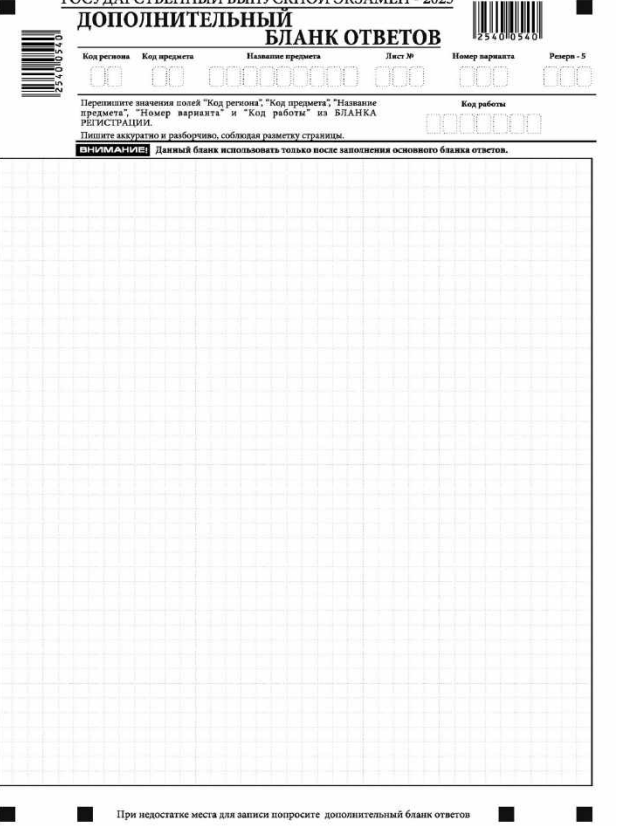 ГОСУДАРСТВЕННЫЙ ВЫПУСКНОЙ ЭКЗАМЕН - 2025
ДОПОЛНИТЕЛЬНЫЙ
БЛАНК ОТВЕТОВ
2540 0540
2540 0540
Код региона Код предмета Название предмета Лист № Номер варианта Резерв - 5
Перепишите значения полей "Код региона", "Код предмета", "Название
предмета", "Номер варианта" и "Код работы" из БЛАНКА
РЕГИСТРАЦИИ.
Пишите аккуратно и разборчиво, соблюдая разметку страницы.
Код работы
ВНИМАНИЕ! Данный бланк использовать только после заполнения основного бланка ответов.
При недостатке места для записи попросите дополнительный бланк ответов